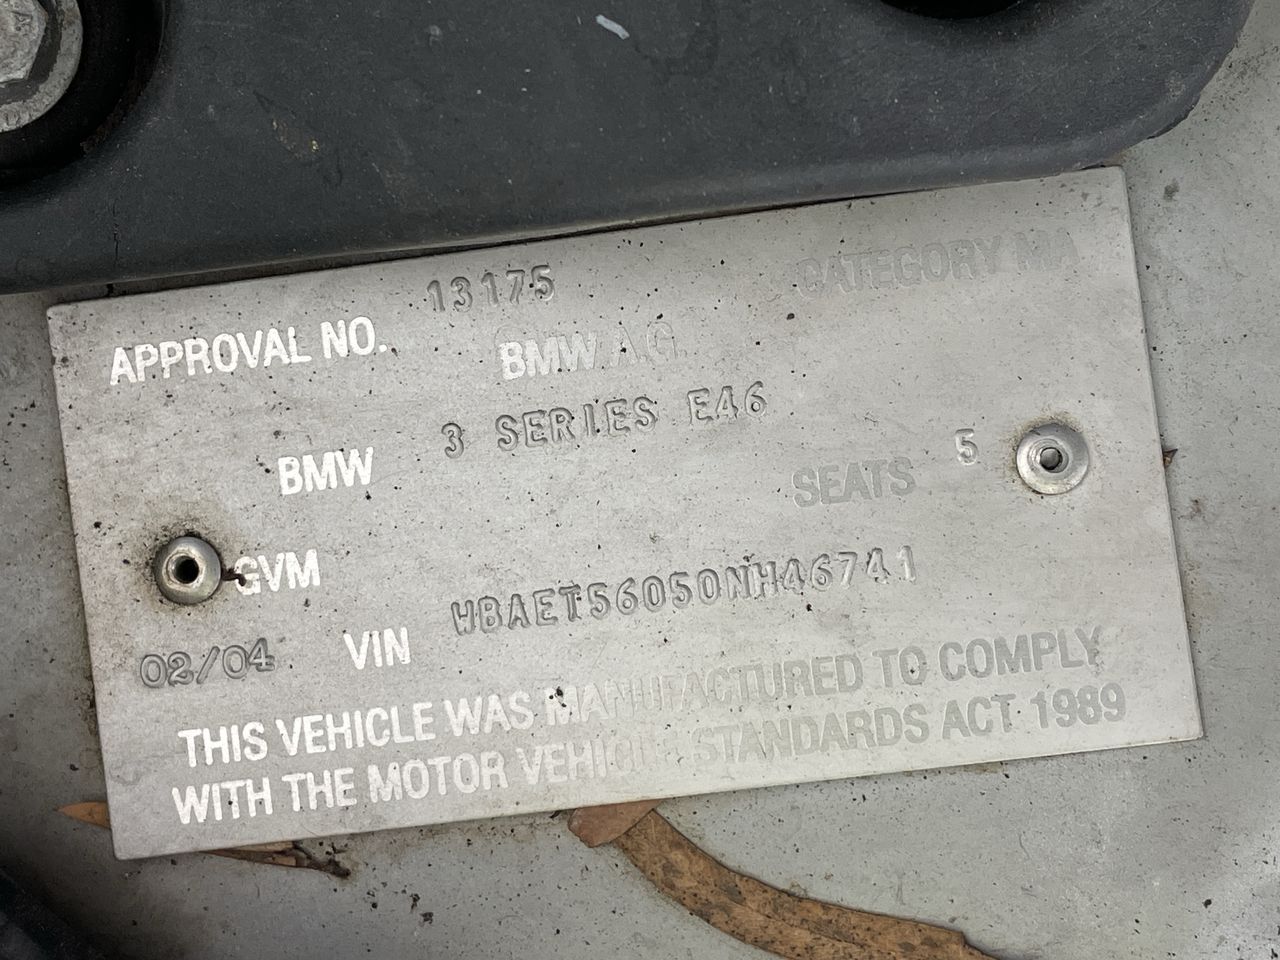 13175 CATEGORY MA
APPROVAL NO. BMW A.G.
3 SERIES E46
BMW SEATS 5
GVM
02/04 VIN WBAET56050NH46741
THIS VEHICLE WAS MANUFACTURED TO COMPLY
WITH THE MOTOR VEHICLE STANDARDS ACT 1989